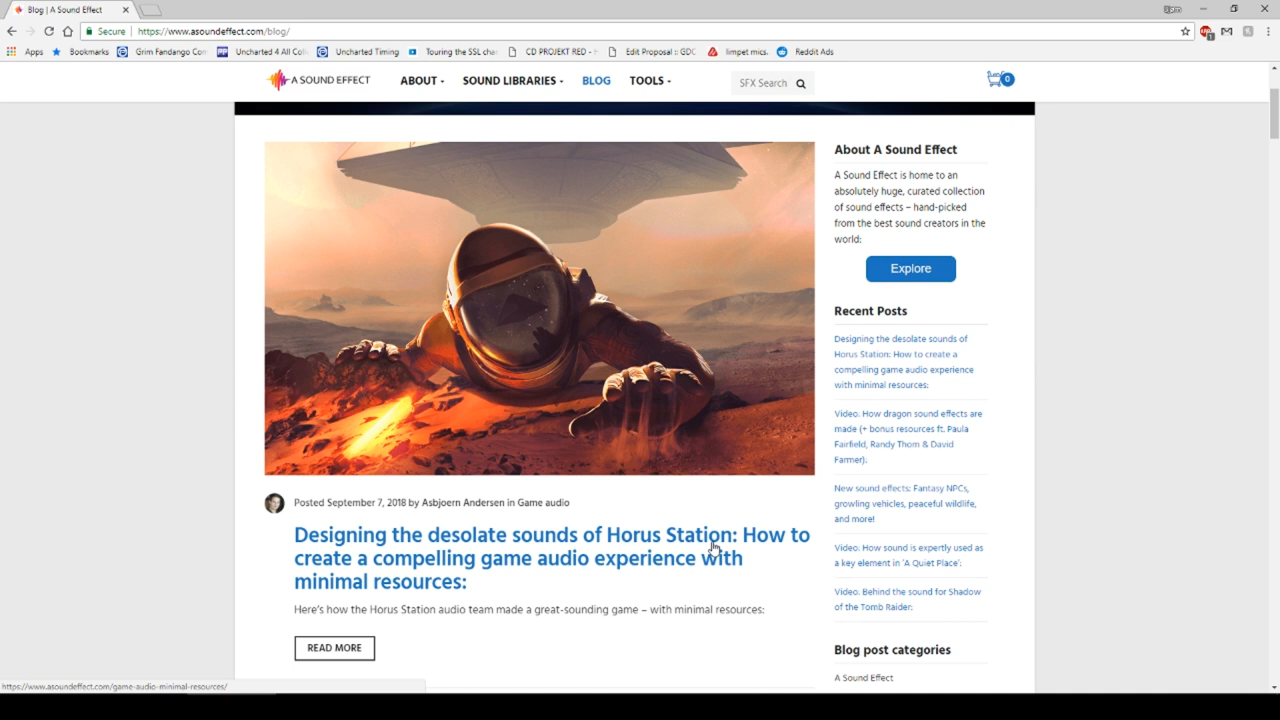 Blog | A Sound Effect
Secure
https://www.asoundeffect.com/blog/
Apps
Bookmarks
Grim Fandango Con
Uncharted 4 All Coll
Uncharted Timing
Touring the SSL cha
CD PROJEKT RED - H
Edit Proposal :: GDC
limpet mics.
Reddit Ads
A SOUND EFFECT
ABOUT
SOUND LIBRARIES
BLOG
TOOLS
SFX Search
0
Posted September 7, 2018 by Asbjoern Andersen in Game audio
Designing the desolate sounds of Horus Station: How to
create a compelling game audio experience with
minimal resources:
Here's how the Horus Station audio team made a great-sounding game – with minimal resources:
READ MORE
About A Sound Effect
A Sound Effect is home to an
absolutely huge, curated collection
of sound effects – hand-picked
from the best sound creators in the
world:
Explore
Recent Posts
Designing the desolate sounds of
Horus Station: How to create a
compelling game audio experience
with minimal resources:
Video: How dragon sound effects are
made (+ bonus resources ft. Paula
Fairfield, Randy Thom & David
Farmer):
New sound effects: Fantasy NPCs,
growling vehicles, peaceful wildlife,
and more!
Video: How sound is expertly used as
a key element in 'A Quiet Place':
Video: Behind the sound for Shadow
of the Tomb Raider:
Blog post categories
A Sound Effect
https://www.asoundeffect.com/game-audio-minimal-resources/